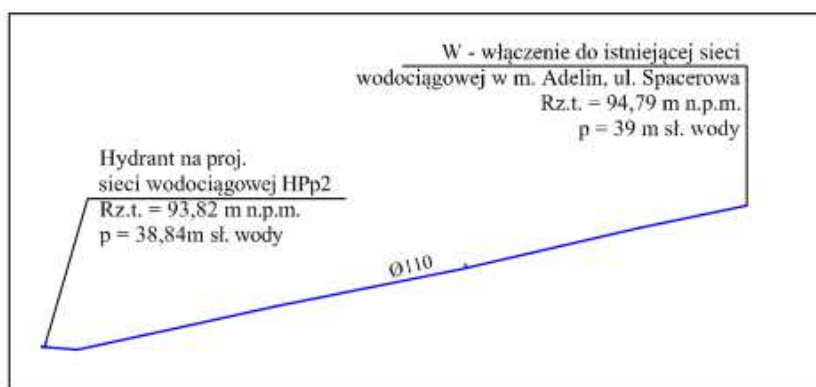 W - włączenie do istniejącej sieci
wodociągowej w m. Adelin, ul. Spacerowa
Rz.t. = 94,79 m n.p.m.
p = 39 m sł. wody
Hydrant na proj.
sieci wodociągowej HPp2
Rz.t. = 93,82 m n.p.m.
p = 38,84m sł. wody
Ø110